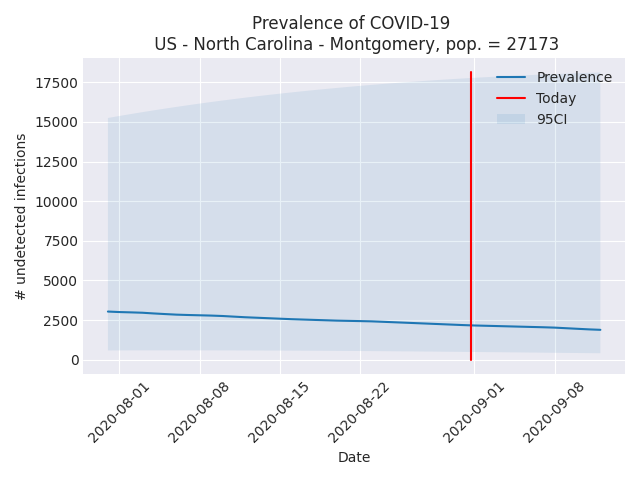 Prevalence of COVID-19
US - North Carolina - Montgomery, pop. = 27173
Prevalence
Today
95CI
# undetected infections
17500
15000
12500
10000
7500
5000
2500
0
2020-08-01
2020-08-08
2020-08-15
2020-08-22
2020-09-01
2020-09-08
Date